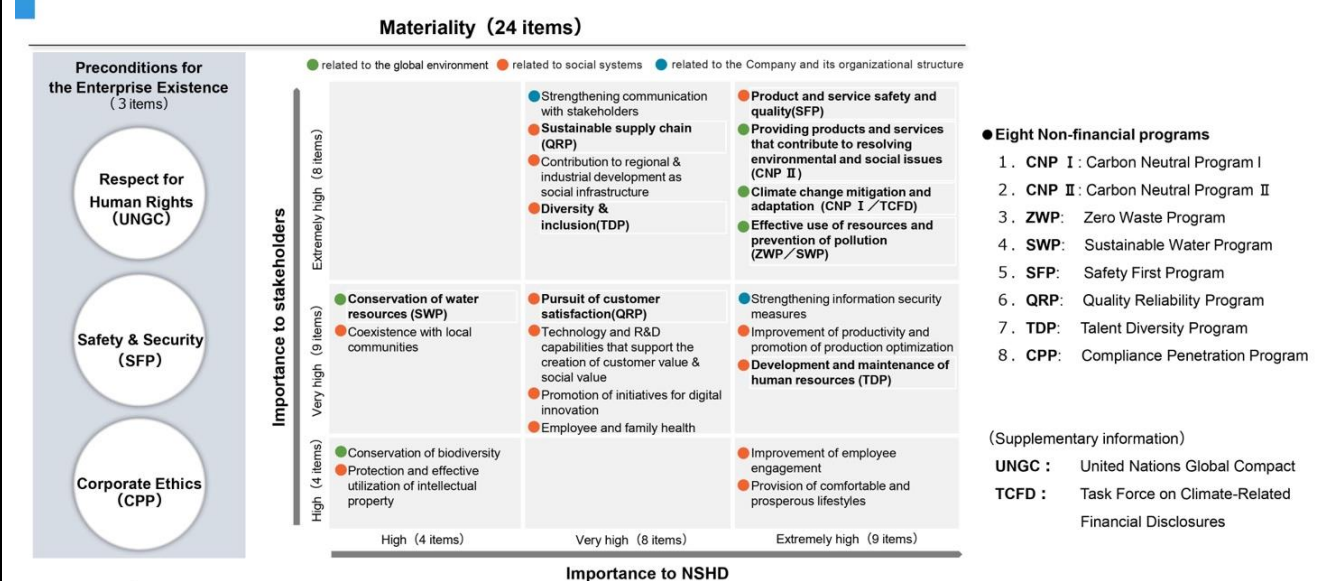 Materiality（24 items）
Preconditions for
the Enterprise Existence
（3 items）
Respect for
Human Rights
(UNGC)
Safety & Security
(SFP)
Corporate Ethics
(CPP)
related to the global environment
related to social systems
related to the Company and its organizational structure
Importance to stakeholders
Extremely high（8 items）
Strengthening communication
with stakeholders
Sustainable supply chain
(QRP)
Contribution to regional &
industrial development as
social infrastructure
Diversity &
inclusion(TDP)
Product and service safety and
quality(SFP)
Providing products and services
that contribute to resolving
environmental and social issues
(CNP Ⅱ)
Climate change mitigation and
adaptation (CNP Ⅰ／TCFD)
Effective use of resources and
prevention of pollution
(ZWP／SWP)
Very high（9 items）
Conservation of water
resources (SWP)
Coexistence with local
communities
Pursuit of customer
satisfaction(QRP)
Technology and R&D
capabilities that support the
creation of customer value &
social value
Promotion of initiatives for digital
innovation
Employee and family health
Strengthening information security
measures
Improvement of productivity and
promotion of production optimization
Development and maintenance of
human resources (TDP)
High（4 items）
Conservation of biodiversity
Protection and effective
utilization of intellectual
property
Improvement of employee
engagement
Provision of comfortable and
prosperous lifestyles
High（4 items）
Very high（8 items）
Extremely high（9 items）
Importance to NSHD
●Eight Non-financial programs
1. CNP Ⅰ: Carbon Neutral Program Ⅰ
2. CNP Ⅱ: Carbon Neutral Program Ⅱ
3. ZWP: Zero Waste Program
4. SWP: Sustainable Water Program
5. SFP: Safety First Program
6. QRP: Quality Reliability Program
7. TDP: Talent Diversity Program
8. CPP: Compliance Penetration Program
（Supplementary information）
UNGC： United Nations Global Compact
TCFD： Task Force on Climate-Related
Financial Disclosures